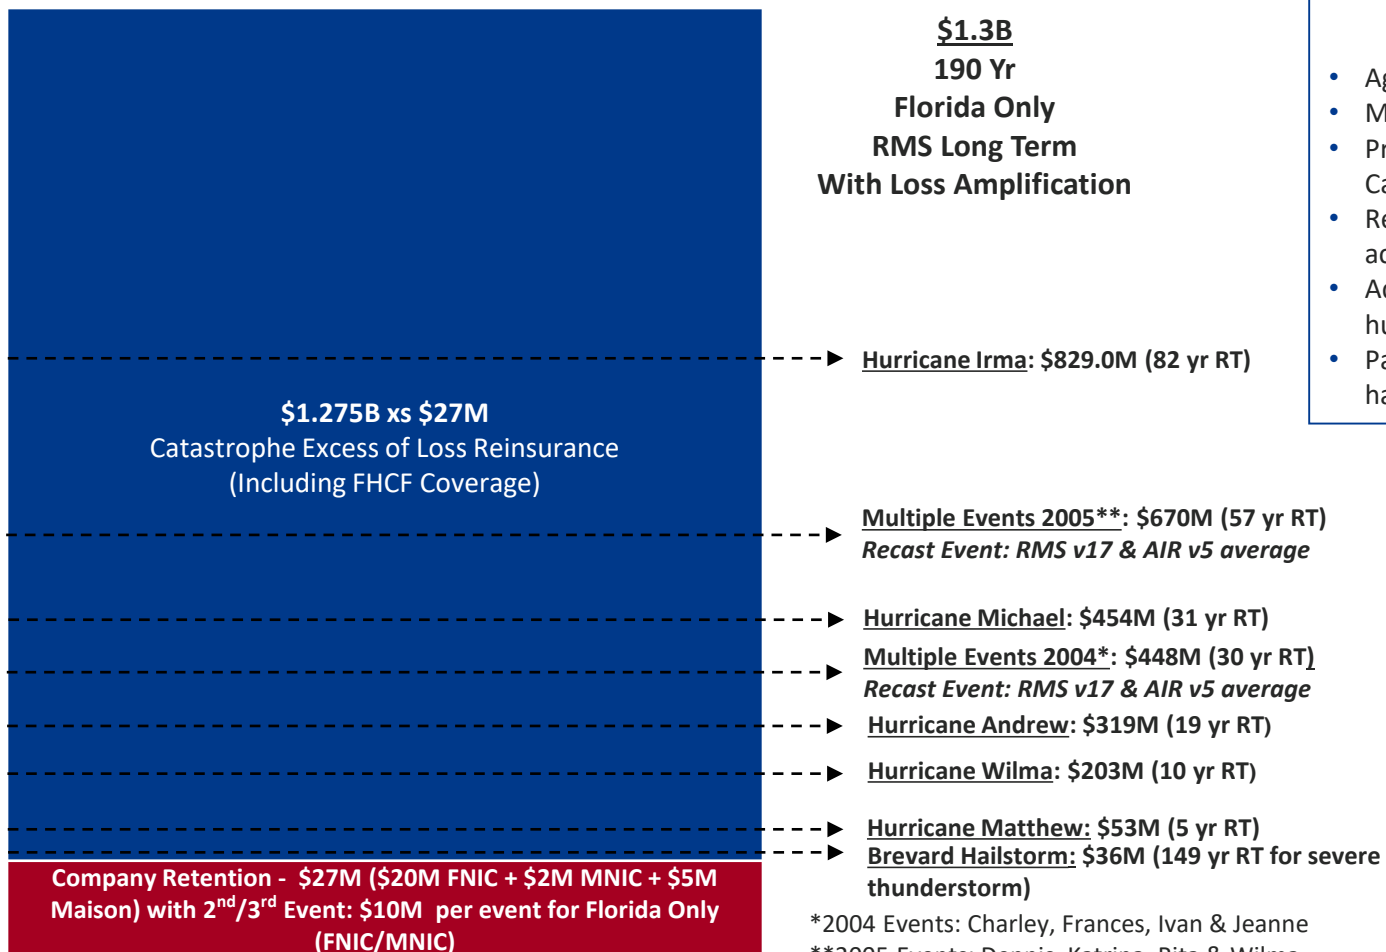 $1.3B
190 Yr
Florida Only
RMS Long Term
With Loss Amplification
Hurricane Irma: $829.0M (82 yr RT)
$1.275B xs $27M
Catastrophe Excess of Loss Reinsurance
(Including FHCF Coverage)
Multiple Events 2005**: $670M (57 yr RT)
Recast Event: RMS v17 & AIR v5 average
Hurricane Michael: $454M (31 yr RT)
Multiple Events 2004*: $448M (30 yr RT)
Recast Event: RMS v17 & AIR v5 average
Hurricane Andrew: $319M (19 yr RT)
Hurricane Wilma: $203M (10 yr RT)
Hurricane Matthew: $53M (5 yr RT)
Brevard Hailstorm: $36M (149 yr RT for severe
thunderstorm)
Company Retention - $27M ($20M FNIC + $2M MNIC + $5M
Maison) with 2nd/3rd Event: $10M per event for Florida Only
(FNIC/MNIC)
*2004 Events: Charley, Frances, Ivan & Jeanne
**2005 Events: Dennis, Katrina, Rita & Wilma